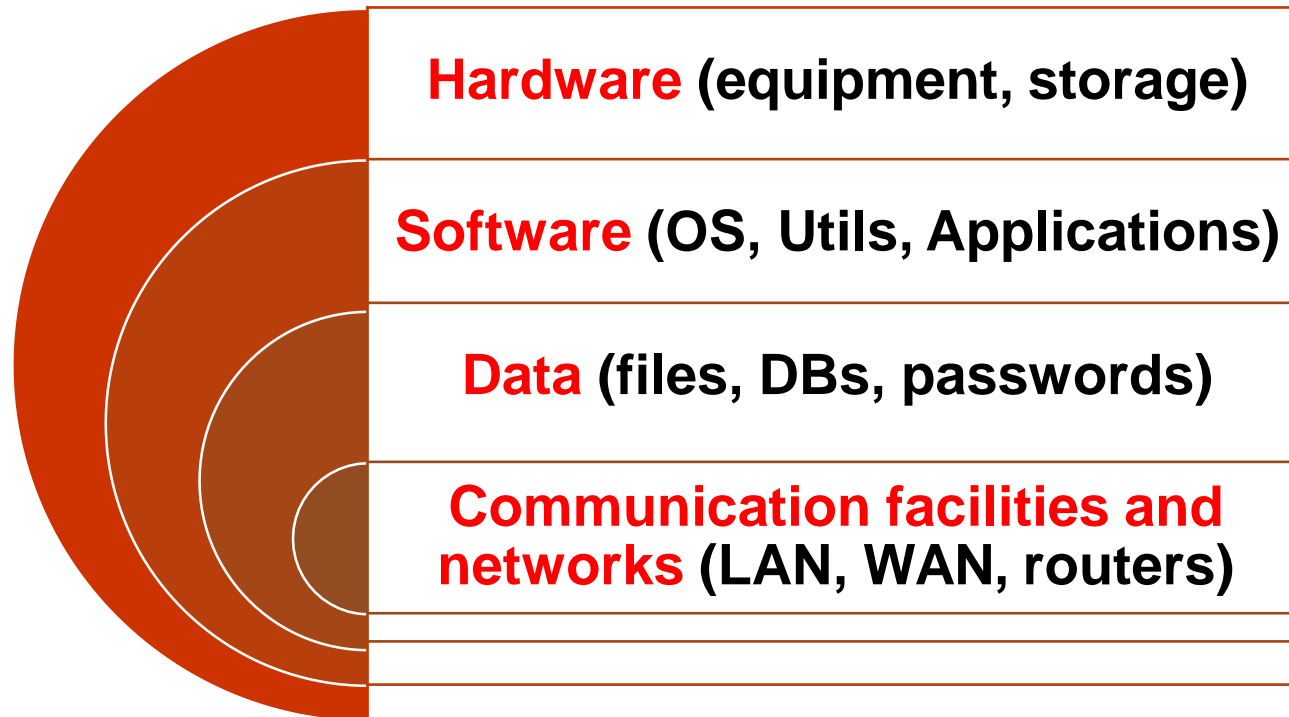 Hardware (equipment, storage)
Software (OS, Utils, Applications)
Data (files, DBs, passwords)
Communication facilities and
networks (LAN, WAN, routers)